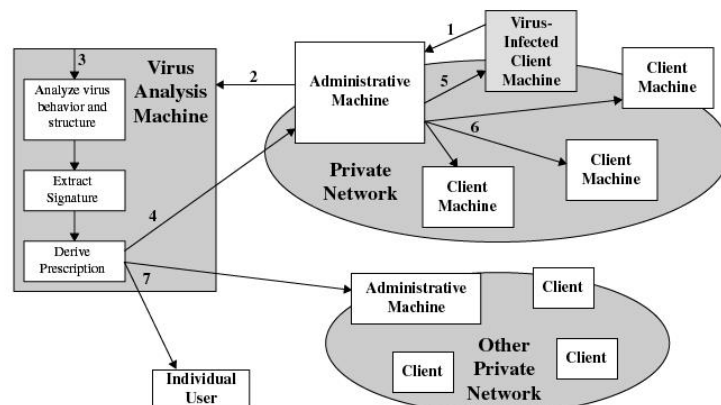 1
Virus-
Infected
Client
Machine
3
Virus
Analysis
Machine
Analyze virus
behavior and
structure
Extract
Signature
Derive
Prescription
2
Administrative
Machine
5
Client
Machine
6
Client
Machine
Client
Machine
Private
Network
4
7
Administrative
Machine
Client
Client
Client
Other
Private
Network
Individual
User